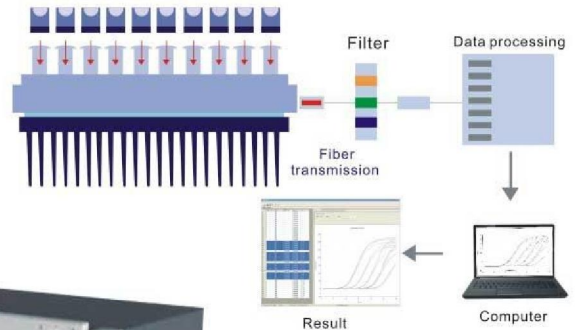 Filter
Data processing
Fiber
transmission
Result
Computer